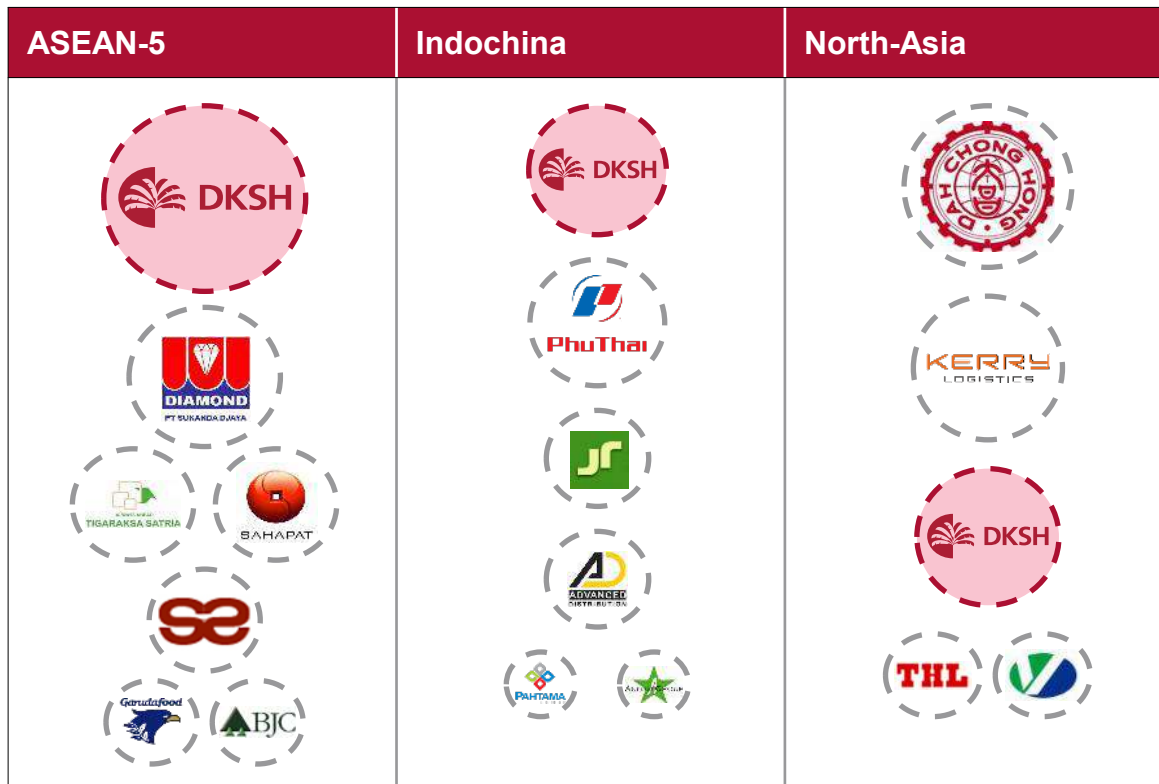 ASEAN-5
Indochina
North-Asia
DKSH
DIAMOND
PT SUKANDA DJAYA
TIGARAKSA SATRIA
SAHAPAT
Garudafood
BJC
DKSH
PHUTHAI
ADVANCED
DISTRIBUTION
PAHTAMA
DAH CHONG HONG
KERRY
LOGISTICS
DKSH
THL